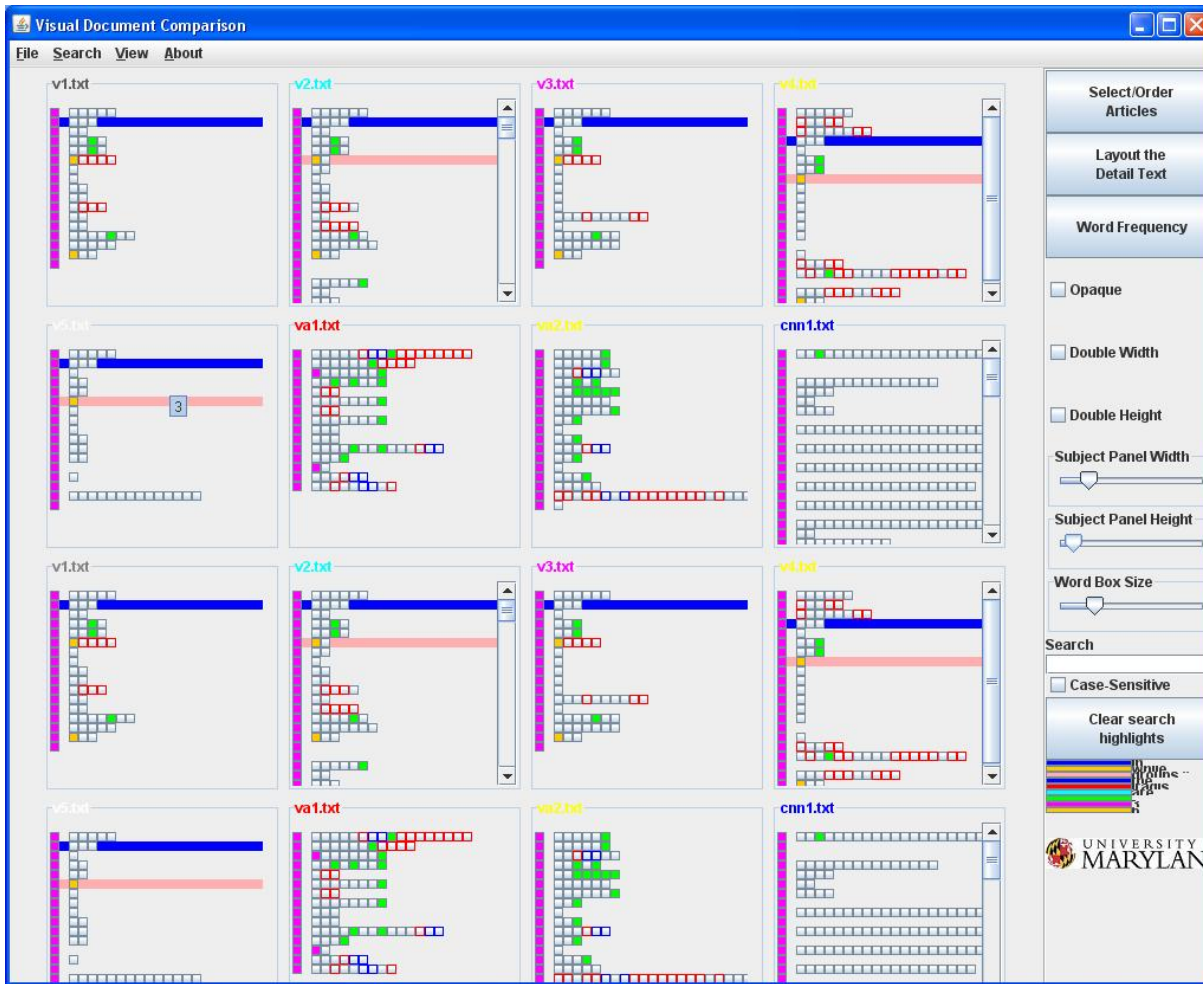 Visual Document Comparison
File Search View About
v1.txt
v2.txt
v3.txt
v4.txt
Select/Order
Articles
Layout the
Detail Text
Word Frequency
Opaque
v5.txt
va1.txt
va2.txt
cnn1.txt
3
Double Width
Double Height
Subject Panel Width
Subject Panel Height
v1.txt
v2.txt
v3.txt
v4.txt
Word Box Size
Search
Case-Sensitive
Clear search
highlights
v5.txt
va1.txt
va2.txt
cnn1.txt
UNIVERSITY
MARYLAN